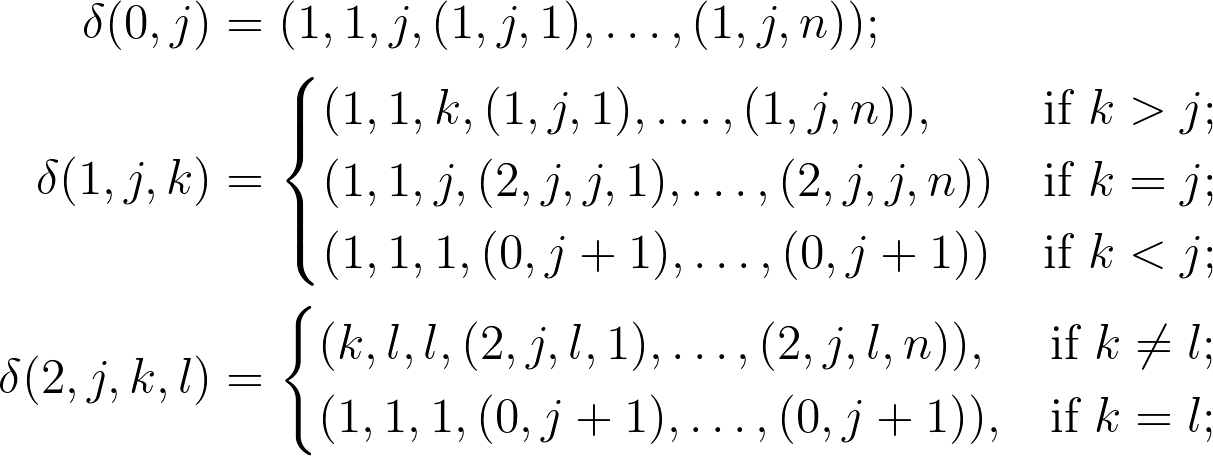 δ(0, j) = (1, 1, j, (1, j, 1), . . . , (1, j, n));
δ(1, j, k) = { (1, 1, k, (1, j, 1), . . . , (1, j, n)), if k > j;
(1, 1, j, (2, j, j, 1), . . . , (2, j, j, n)) if k = j;
(1, 1, 1, (0, j + 1), . . . , (0, j + 1)) if k < j;
δ(2, j, k, l) = { (k, l, l, (2, j, l, 1), . . . , (2, j, l, n)), if k ≠ l;
(1, 1, 1, (0, j + 1), . . . , (0, j + 1)), if k = l;